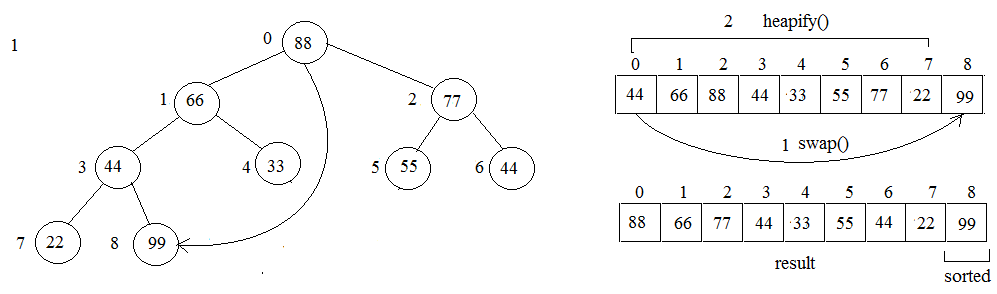 1
0 88
1 66
2 77
3 44
4 33
5 55
6 44
7 22
8 99
2 heapify()
0 1 2 3 4 5 6 7 8
44 66 88 44 33 55 77 22 99
1 swap()
0 1 2 3 4 5 6 7 8
88 66 77 44 33 55 44 22 99
result
sorted